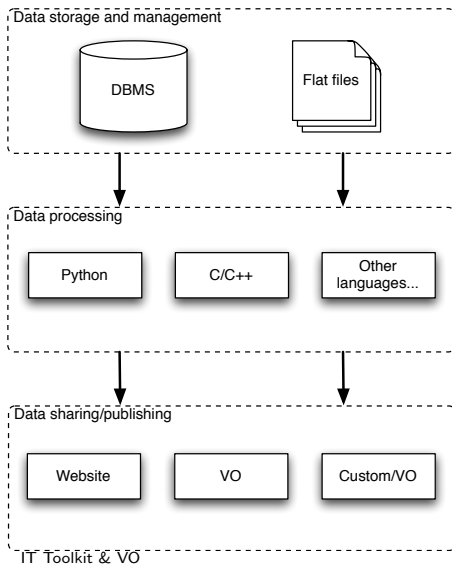 Data storage and management
DBMS
Flat files
Data processing
Python
C/C++
Other
languages...
Data sharing/publishing
Website
VO
Custom/VO
IT Toolkit & VO